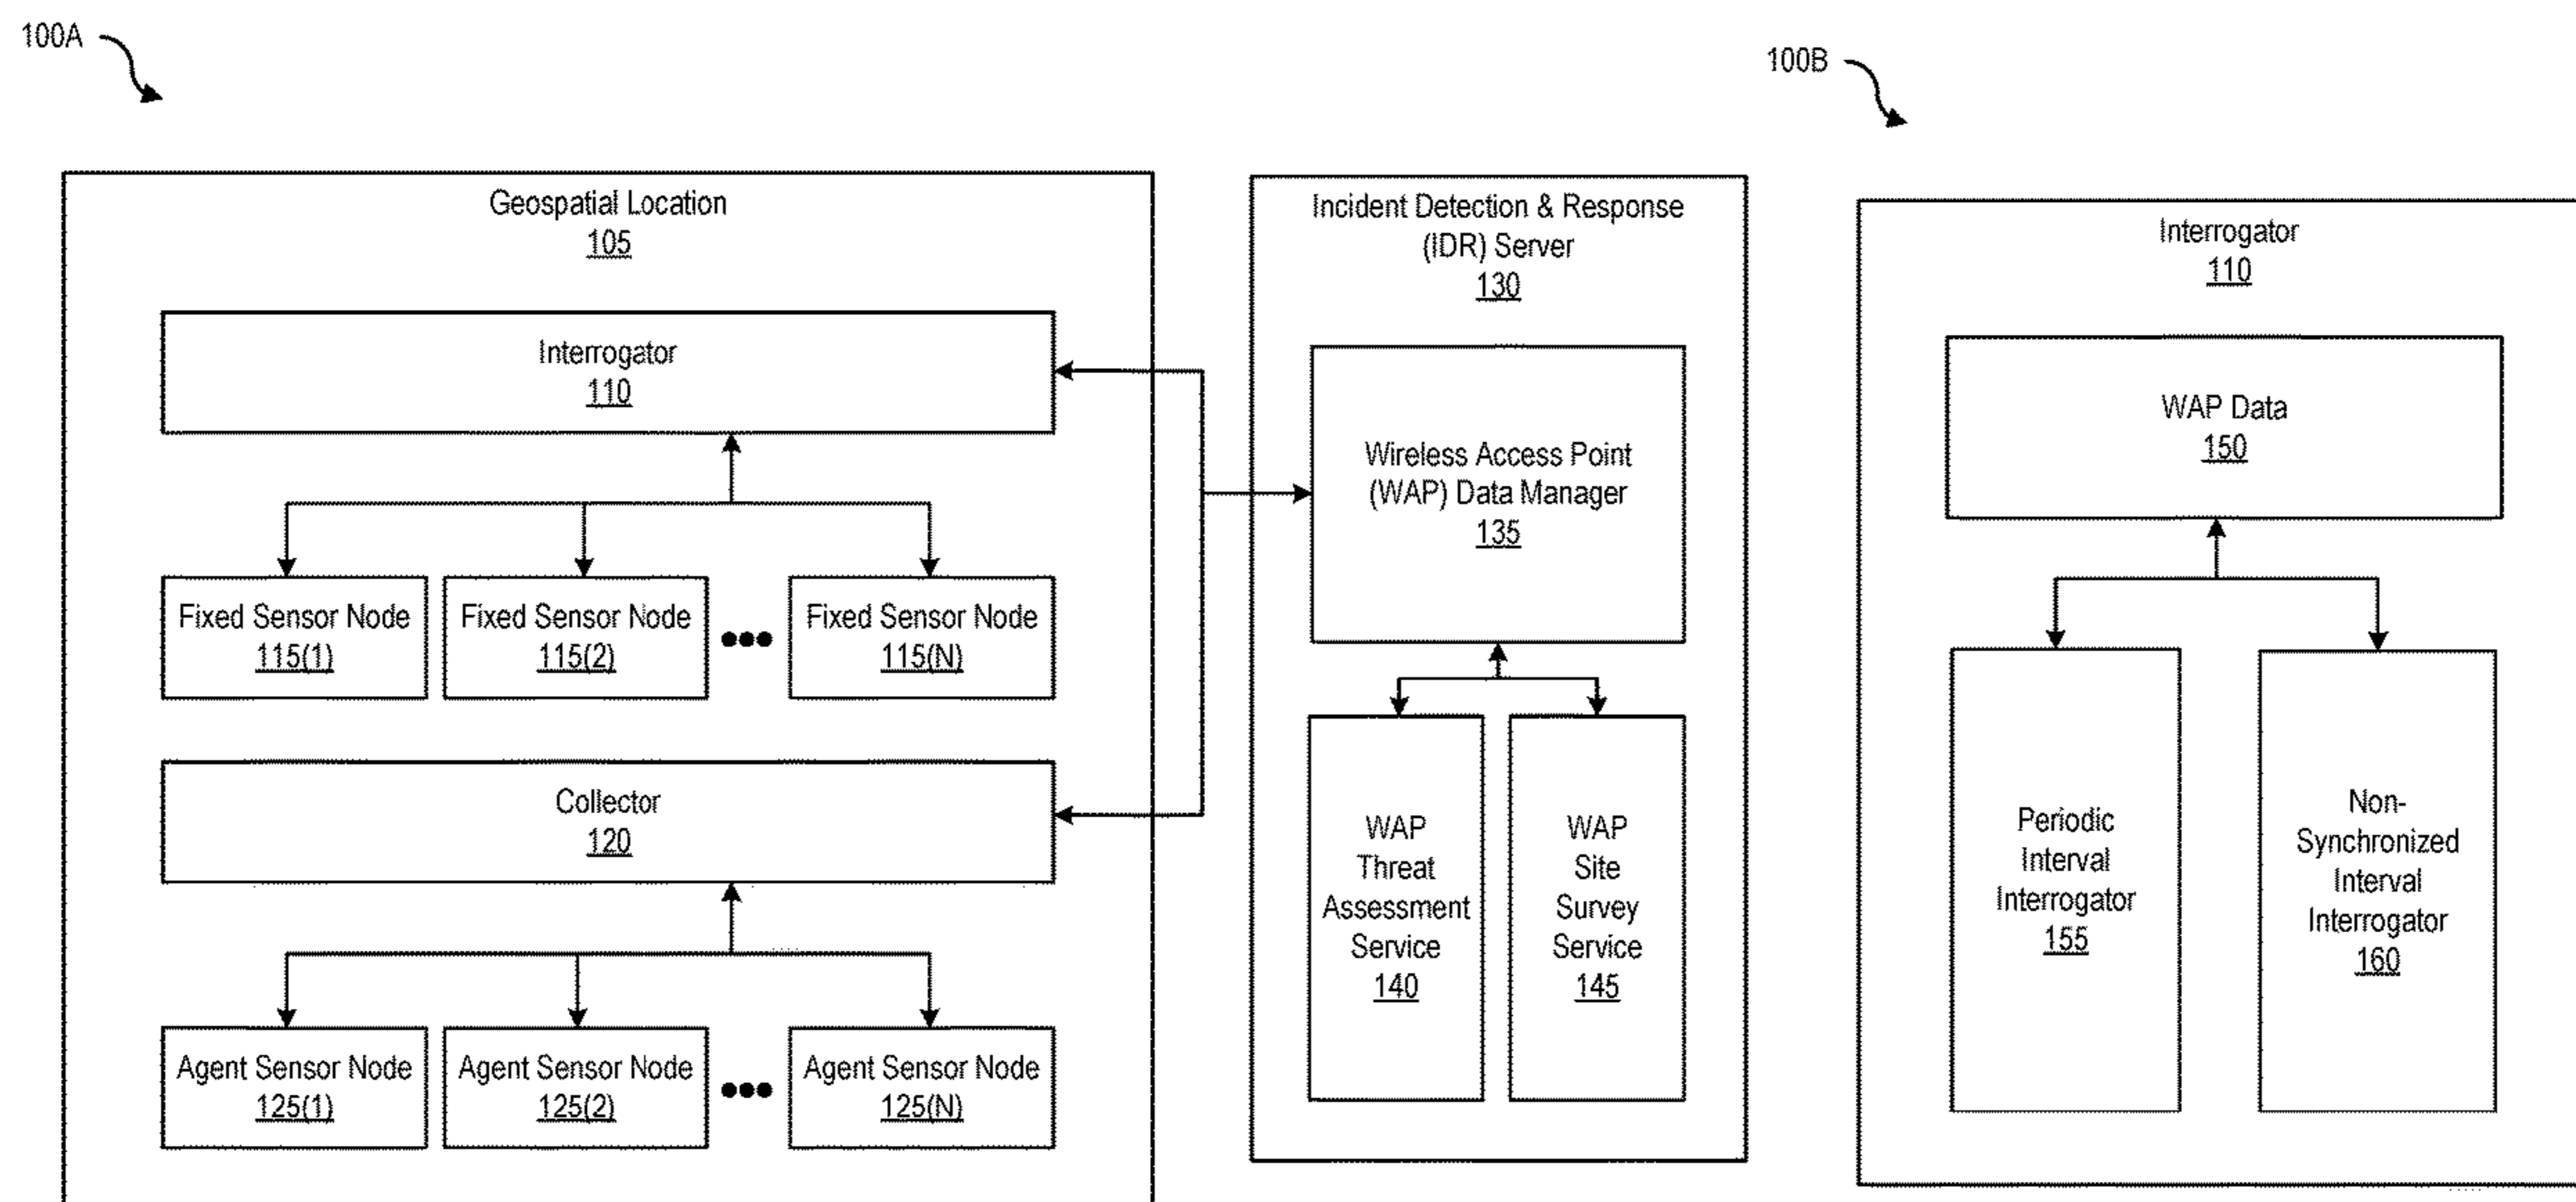 100A
Geospatial Location
105
Interrogator
110
Fixed Sensor Node
115(1)
Fixed Sensor Node
115(2)
Fixed Sensor Node
115(N)
Collector
120
Agent Sensor Node
125(1)
Agent Sensor Node
125(2)
Agent Sensor Node
125(N)
Incident Detection & Response
(IDR) Server
130
Wireless Access Point
(WAP) Data Manager
135
WAP
Threat
Assessment
Service
140
WAP
Site
Survey
Service
145
100B
Interrogator
110
WAP Data
150
Periodic
Interval
Interrogator
155
Non-
Synchronized
Interval
Interrogator
160